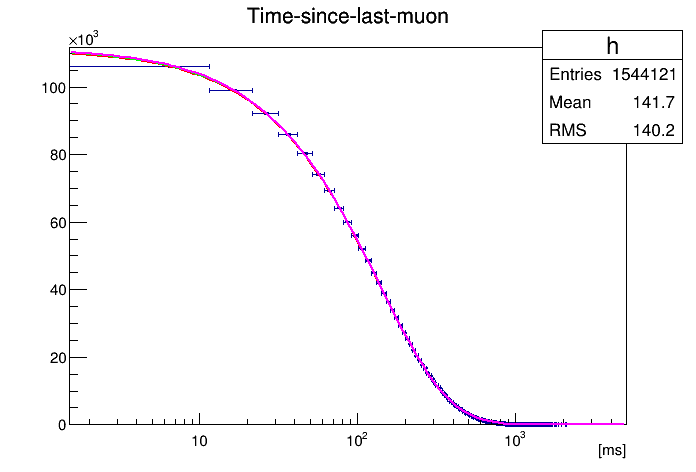 Time-since-last-muon
×10³
h
Entries 1544121
Mean 141.7
RMS 140.2
100
80
60
40
20
0
10 10² 10³
[ms]